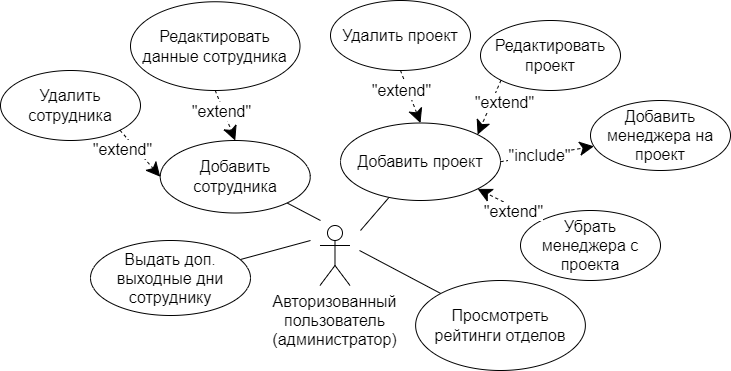 Удалить проект
Редактировать
данные сотрудника
Редактировать
проект
"extend"
"extend"
"extend"
Удалить
сотрудника
"extend"
Добавить
сотрудника
Добавить проект
"include"
Добавить
менеджера на
проект
"extend"
Убрать
менеджера с
проекта
Выдать доп.
выходные дни
сотруднику
Авторизованный
пользователь
(администратор)
Просмотреть
рейтинги отделов